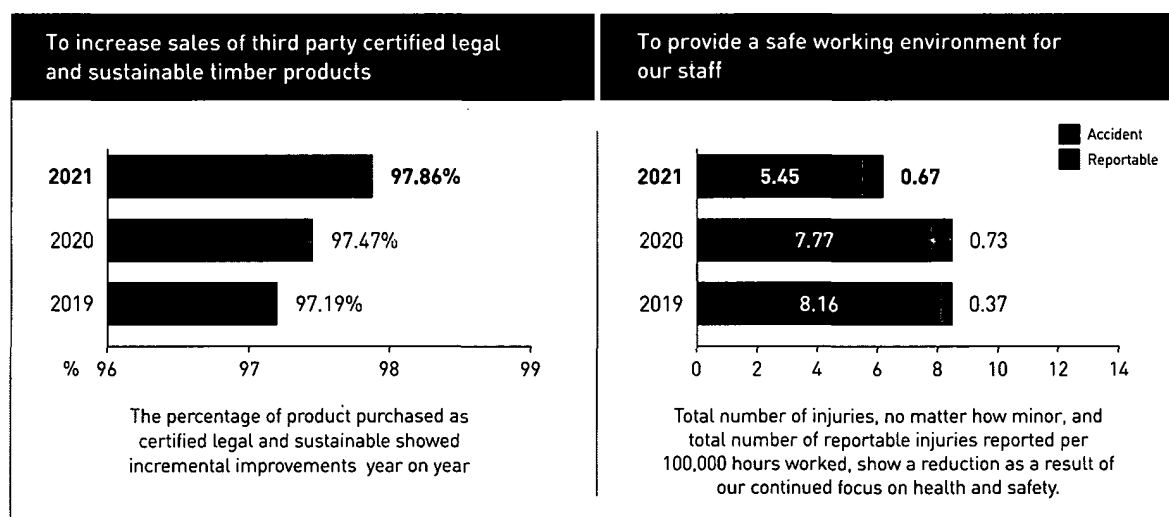 To increase sales of third party certified legal
and sustainable timber products
2021
97.86%
2020
97.47%
2019
97.19%
% 96 97 98 99
The percentage of product purchased as
certified legal and sustainable showed
incremental improvements year on year
To provide a safe working environment for
our staff
Accident
Reportable
2021
5.45
0.67
2020
7.77
0.73
2019
8.16
0.37
0 2 4 6 8 10 12 14
Total number of injuries, no matter how minor, and
total number of reportable injuries reported per
100,000 hours worked, show a reduction as a result of
our continued focus on health and safety.